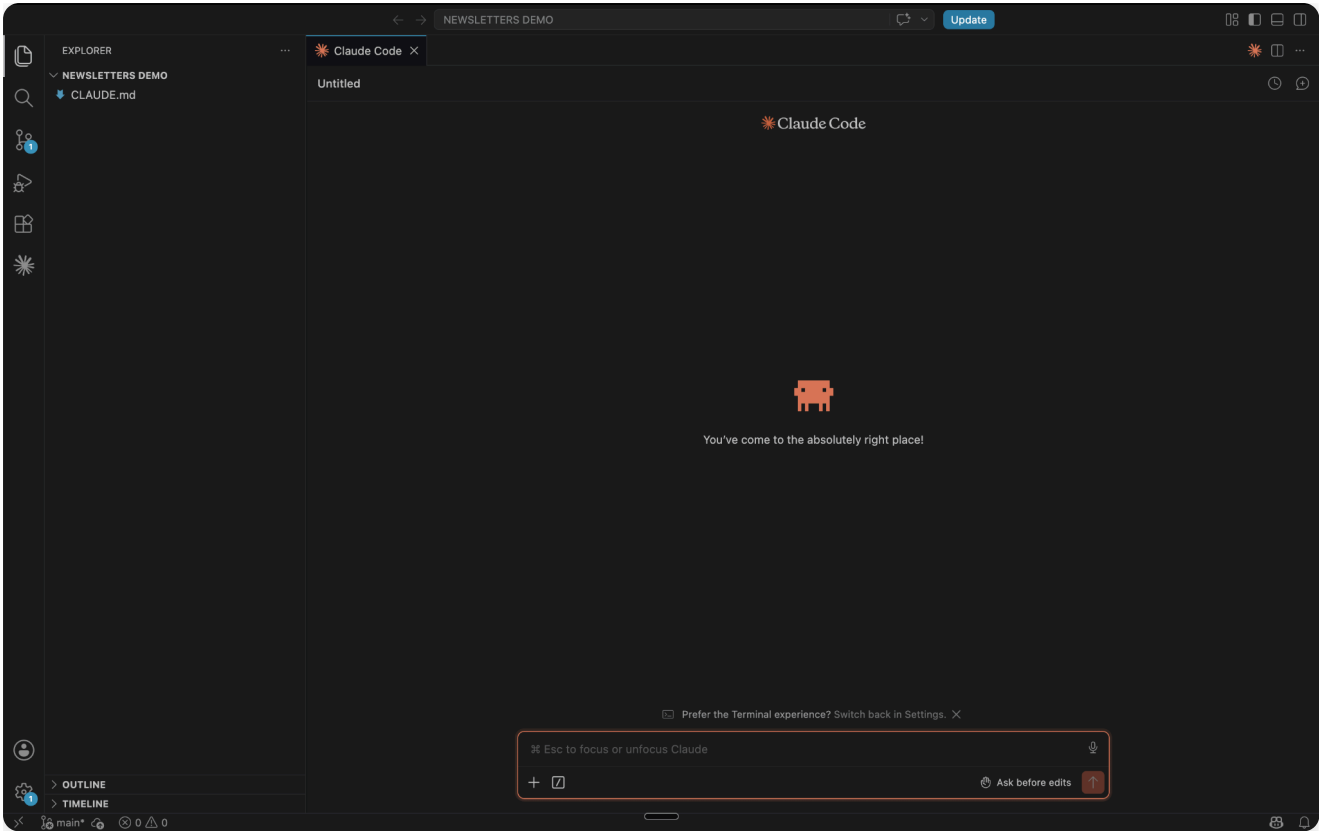 NEWSLETTERS DEMO
Update
EXPLORER
Claude Code
NEWSLETTERS DEMO
CLAUDE.md
Untitled
Claude Code
1
You've come to the absolutely right place!
Prefer the Terminal experience? Switch back in Settings.
⌘ Esc to focus or unfocus Claude
Ask before edits
OUTLINE
1
TIMELINE
main* 0 0